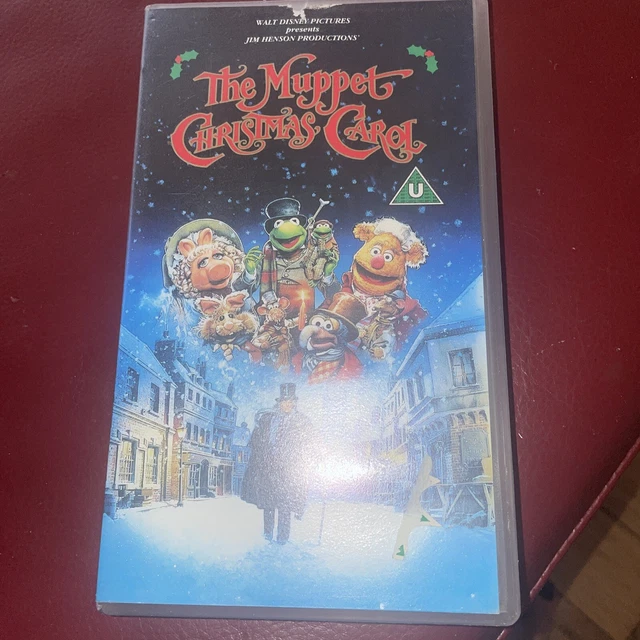 WALT DISNEY PICTURES
presents
JIM HENSON PRODUCTIONS'
The Muppet
CHRISTMAS CAROL
U